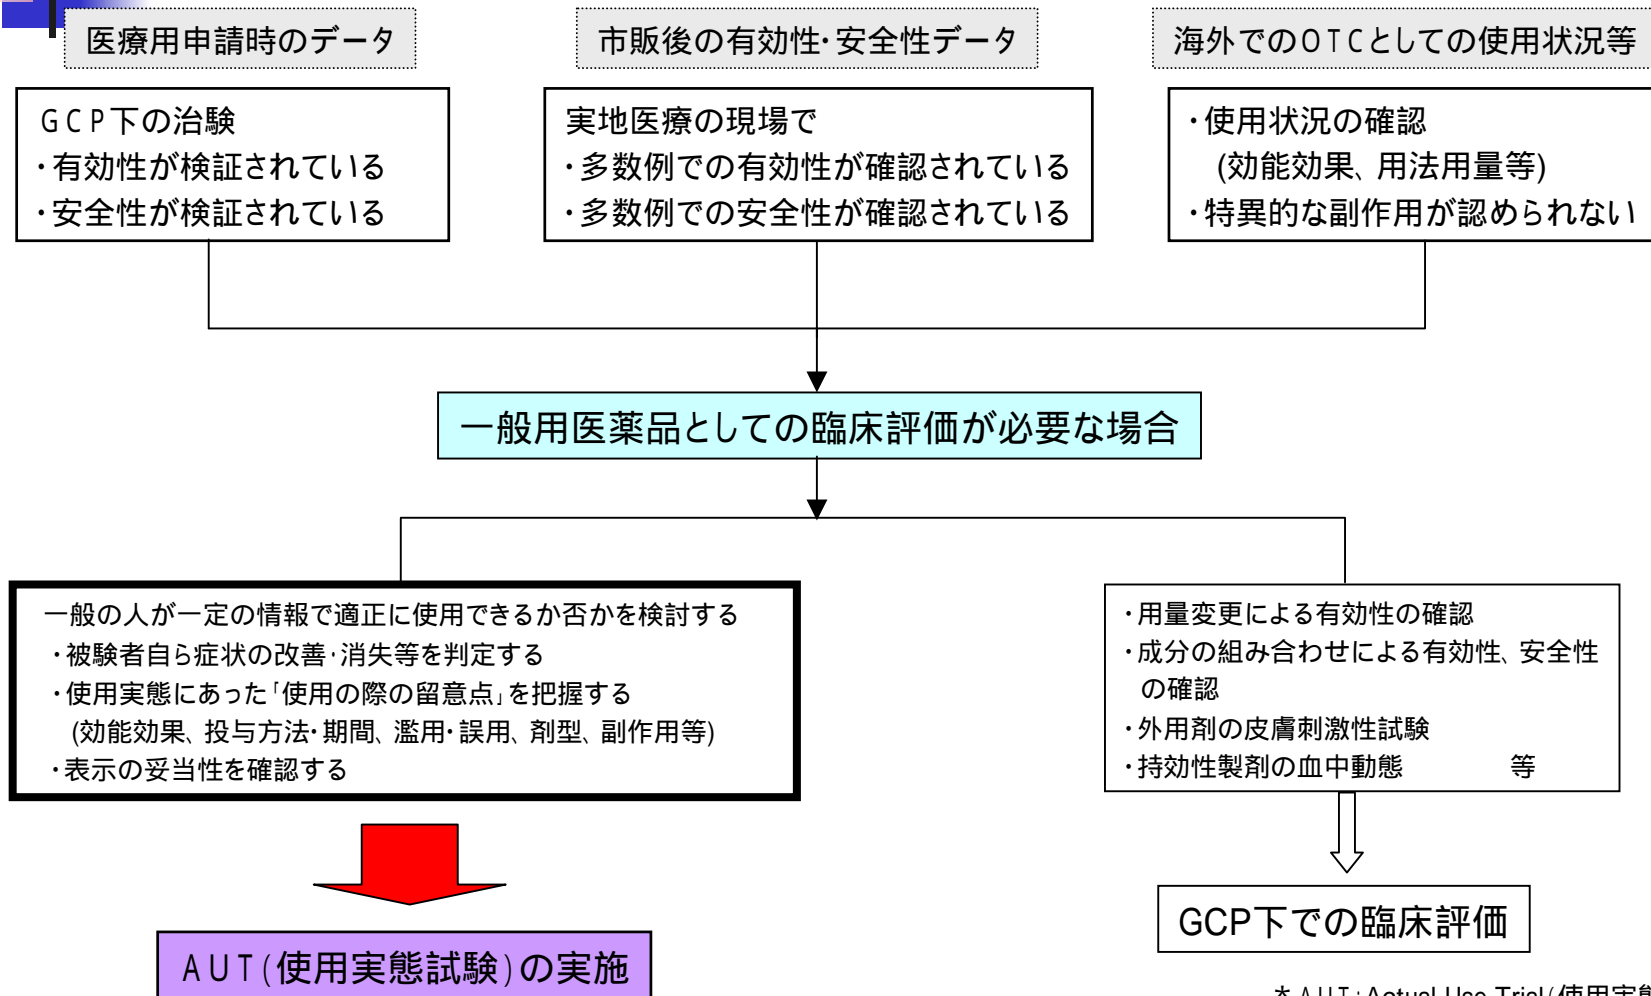 医療用申請時のデータ
市販後の有効性・安全性データ
海外でのOTCとしての使用状況等
GCP下の治験
・有効性が検証されている
・安全性が検証されている
実地医療の現場で
・多数例での有効性が確認されている
・多数例での安全性が確認されている
・使用状況の確認
(効能効果、用法用量等)
・特異的な副作用が認められない
一般用医薬品としての臨床評価が必要な場合
一般の人が一定の情報で適正に使用できるか否かを検討する
・被験者自ら症状の改善・消失等を判定する
・使用実態にあった「使用の際の留意点」を把握する
(効能効果、投与方法・期間、濫用・誤用、剤型、副作用等)
・表示の妥当性を確認する
・用量変更による有効性の確認
・成分の組み合わせによる有効性、安全性
の確認
・外用剤の皮膚刺激性試験
・持効性製剤の血中動態 等
AUT(使用実態試験)の実施
GCP下での臨床評価
*AUT:Actual Use Trial(使用実態